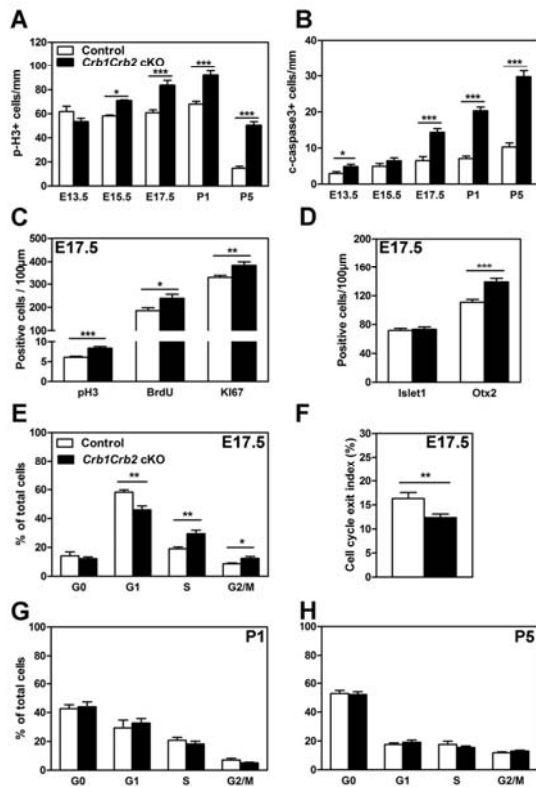 A
Control
Crb1Crb2 cKO
p-H3+ cells/mm
120
100
80
60
40
20
0
*
***
***
***
E13.5 E15.5 E17.5 P1 P5
B
c-caspase3+ cells/mm
40
30
20
10
0
*
***
***
***
E13.5 E15.5 E17.5 P1 P5
C
E17.5
Positive cells / 100µm
500
400
300
200
100
10
5
0
***
*
**
pH3 BrdU KI67
D
E17.5
Positive cells/100µm
200
160
120
80
40
0
***
Islet1 Otx2
E
Control
Crb1Crb2 cKO
E17.5
% of total cells
100
80
60
40
20
0
**
**
*
G0 G1 S G2/M
F
E17.5
Cell cycle exit index (%)
30
25
20
15
10
5
0
**
G
P1
% of total cells
100
80
60
40
20
0
G0 G1 S G2/M
H
P5
100
80
60
40
20
0
G0 G1 S G2/M